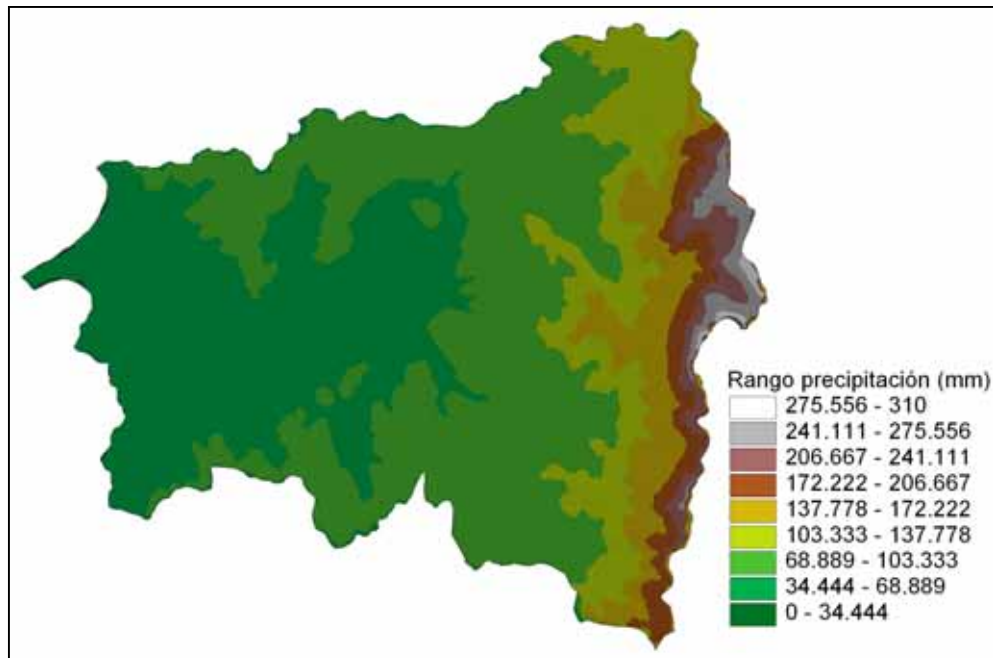 Rango precipitación (mm)
275.556 - 310
241.111 - 275.556
206.667 - 241.111
172.222 - 206.667
137.778 - 172.222
103.333 - 137.778
68.889 - 103.333
34.444 - 68.889
0 - 34.444